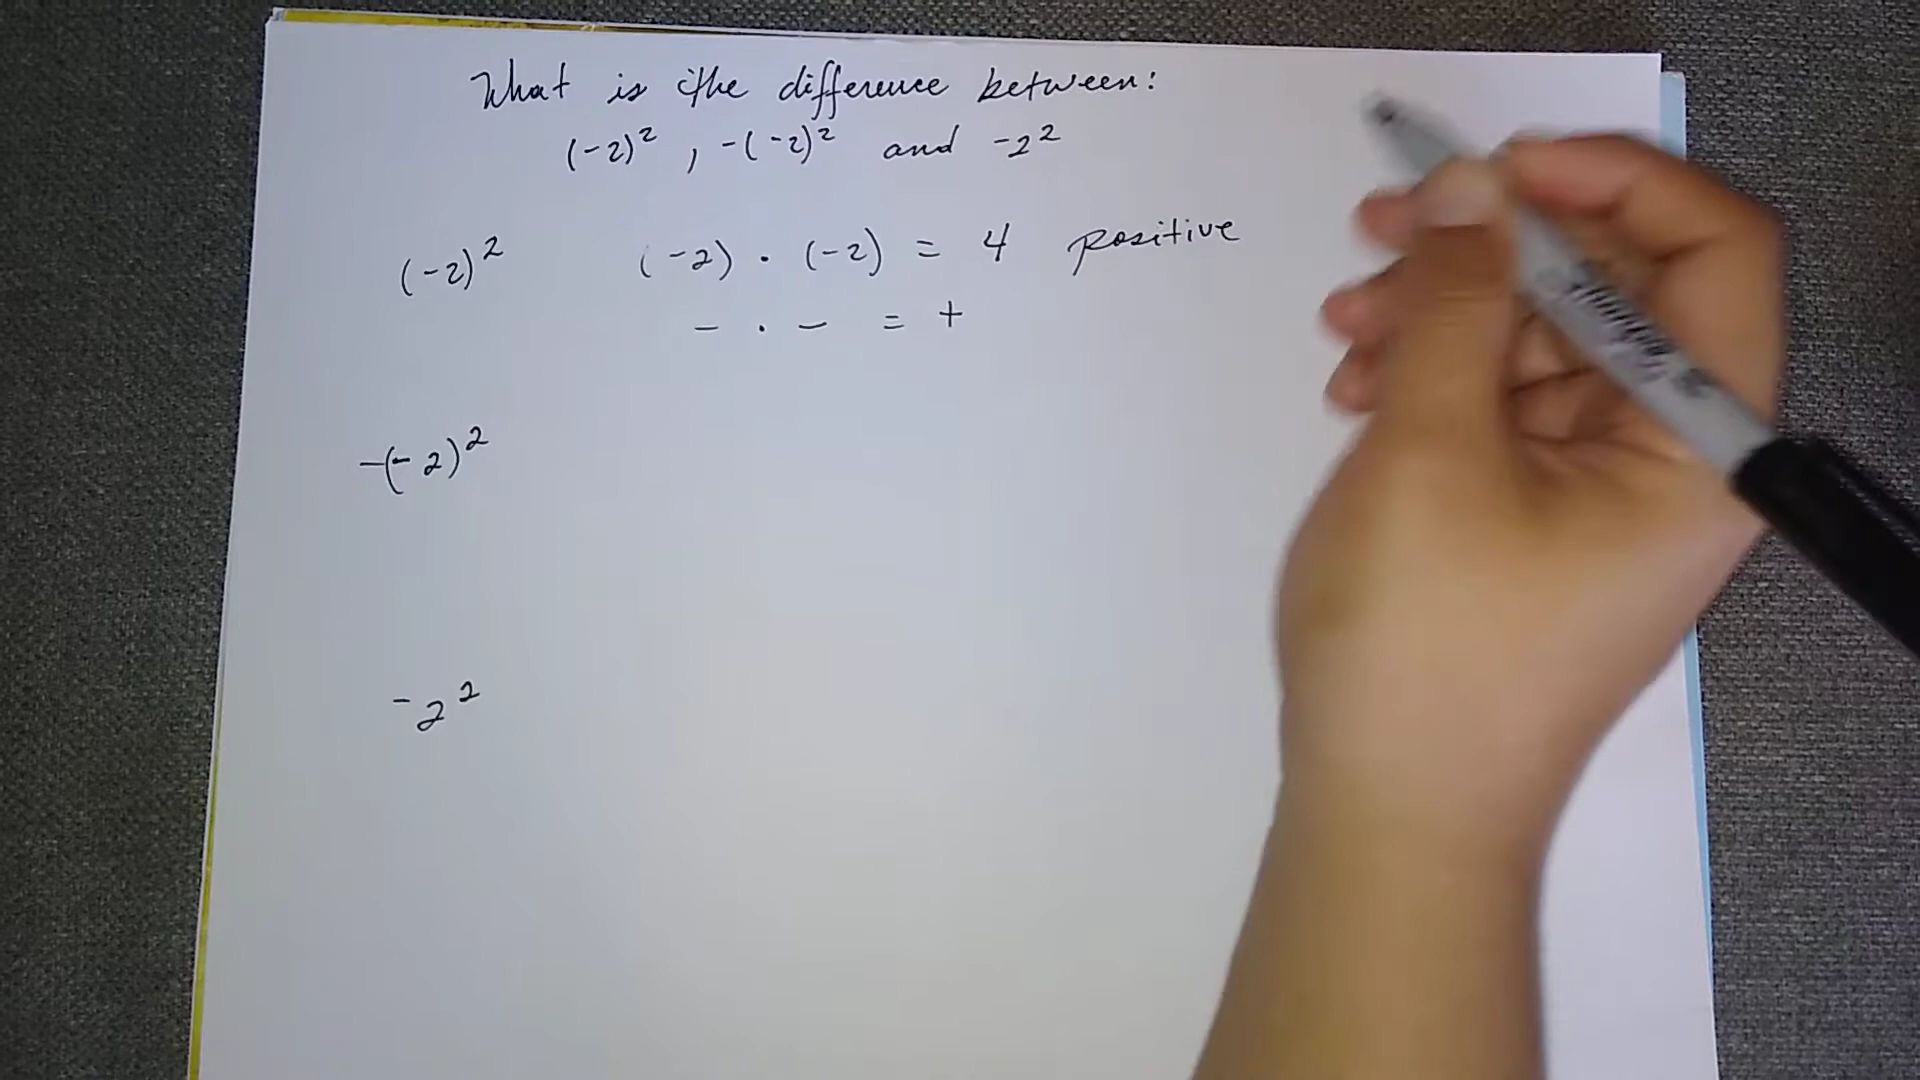 What is the difference between:
(-2)², -(-2)² and -2²
(-2)² (-2) · (-2) = 4 positive
- · - = +
-(-2)²
-2²